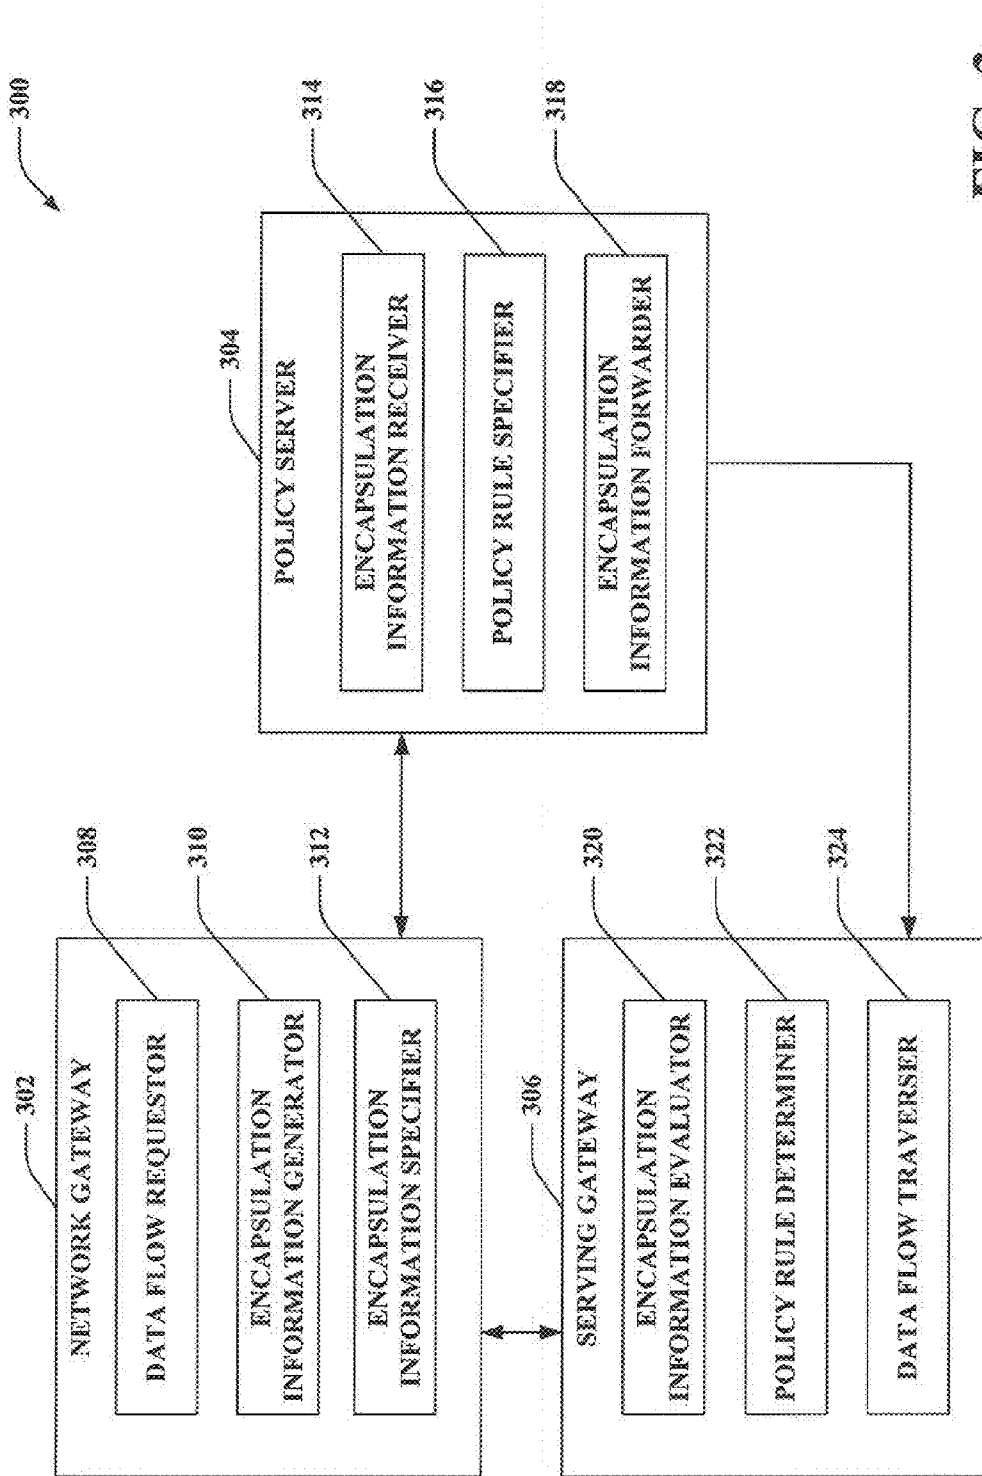 300
302
NETWORK GATEWAY
308
DATA FLOW REQUESTOR
310
ENCAPSULATION
INFORMATION GENERATOR
312
ENCAPSULATION
INFORMATION SPECIFIER
304
POLICY SERVER
314
ENCAPSULATION
INFORMATION RECEIVER
316
POLICY RULE SPECIFIER
318
ENCAPSULATION
INFORMATION FORWARDER
306
SERVING GATEWAY
320
ENCAPSULATION
INFORMATION EVALUATOR
322
POLICY RULE DETERMINER
324
DATA FLOW TRAVERSER
FIG.